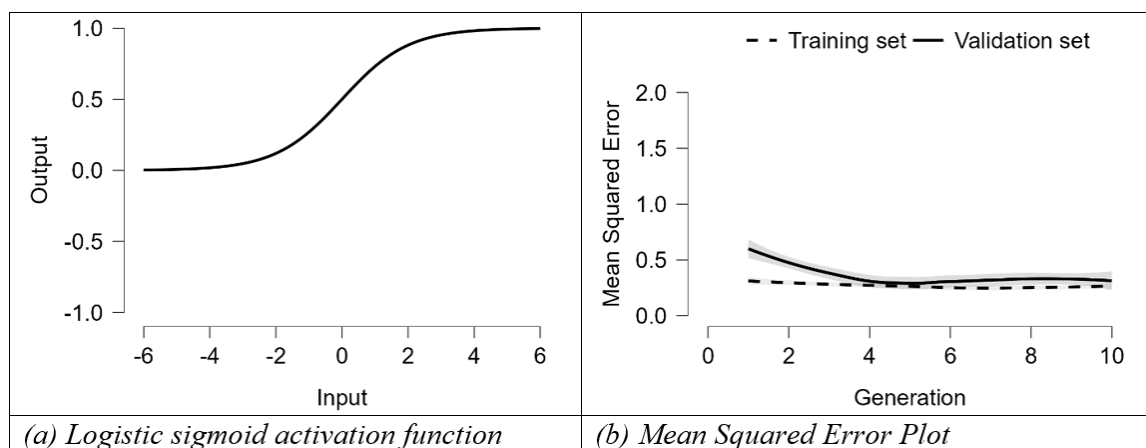 1.0
0.5
0.0
-0.5
-1.0
Output
-6 -4 -2 0 2 4 6
Input
(a) Logistic sigmoid activation function
Training set Validation set
2.0
1.5
1.0
0.5
0.0
Mean Squared Error
0 2 4 6 8 10
Generation
(b) Mean Squared Error Plot